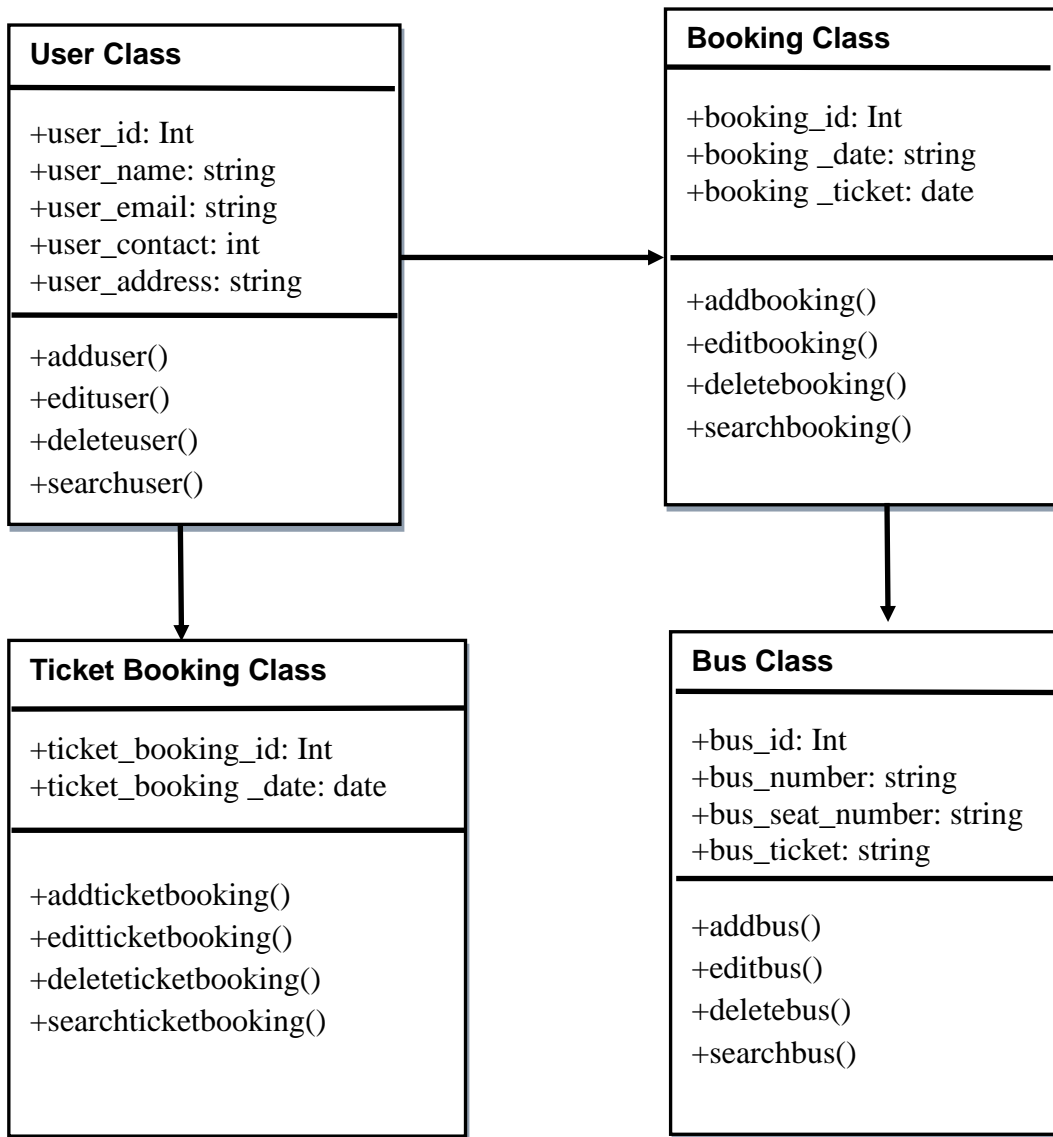 User Class
+user_id: Int
+user_name: string
+user_email: string
+user_contact: int
+user_address: string
+adduser()
+edituser()
+deleteuser()
+searchuser()
Booking Class
+booking_id: Int
+booking _date: string
+booking _ticket: date
+addbooking()
+editbooking()
+deletebooking()
+searchbooking()
Ticket Booking Class
+ticket_booking_id: Int
+ticket_booking _date: date
+addticketbooking()
+editticketbooking()
+deleteticketbooking()
+searchticketbooking()
Bus Class
+bus_id: Int
+bus_number: string
+bus_seat_number: string
+bus_ticket: string
+addbus()
+editbus()
+deletebus()
+searchbus()